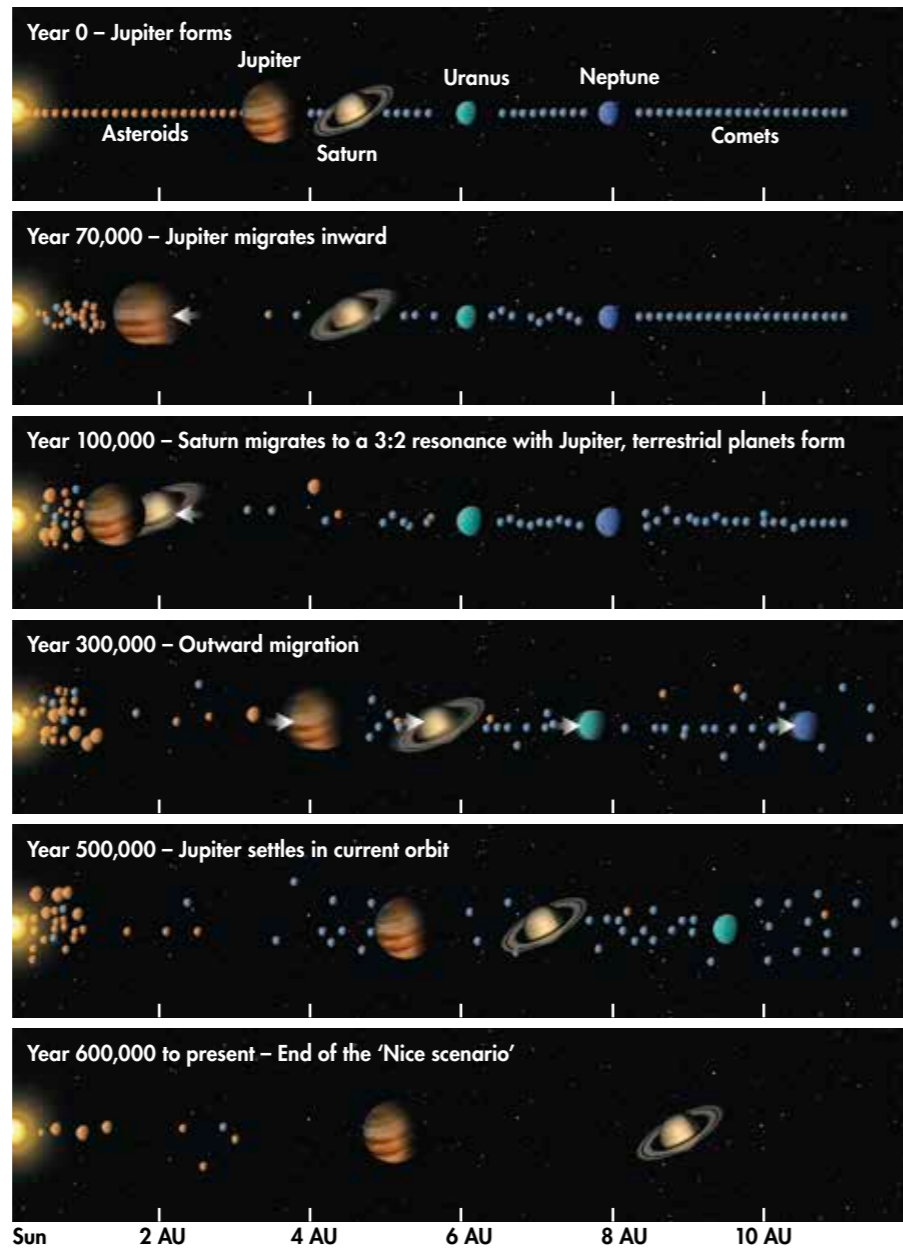 Year 0 – Jupiter forms
Jupiter
Uranus
Neptune
Asteroids
Saturn
Comets
Year 70,000 – Jupiter migrates inward
Year 100,000 – Saturn migrates to a 3:2 resonance with Jupiter, terrestrial planets form
Year 300,000 – Outward migration
Year 500,000 – Jupiter settles in current orbit
Year 600,000 to present – End of the ‘Nice scenario’
Sun 2 AU 4 AU 6 AU 8 AU 10 AU